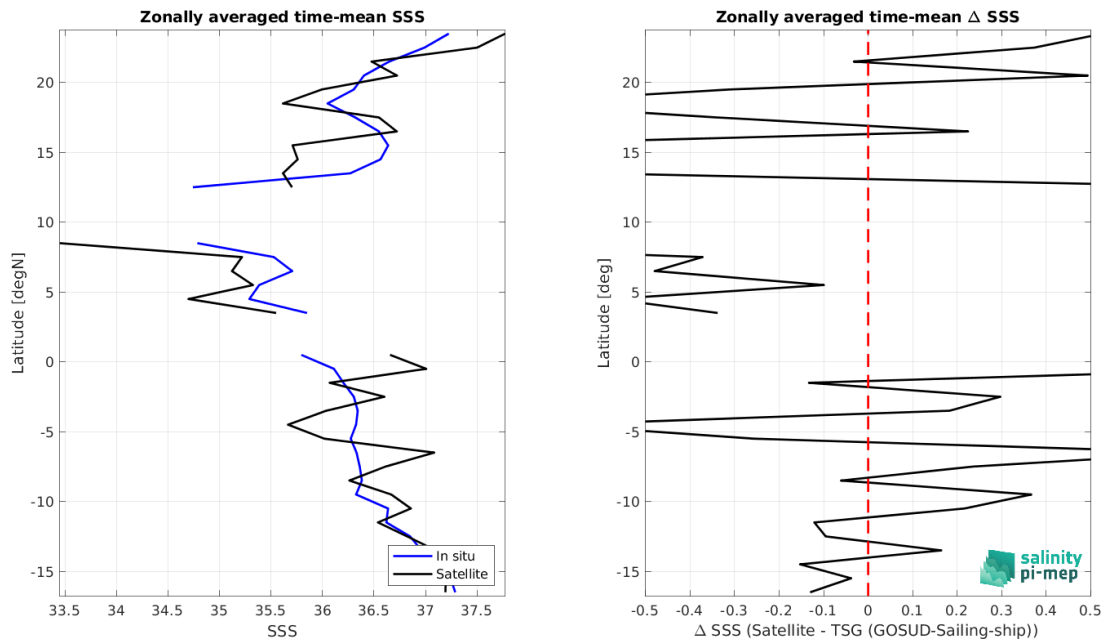 Zonally averaged time-mean SSS
Latitude [degN]
20
15
10
5
0
-5
-10
-15
33.5 34 34.5 35 35.5 36 36.5 37 37.5
SSS
In situ
Satellite
Zonally averaged time-mean Δ SSS
Latitude [deg]
20
15
10
5
0
-5
-10
-15
-0.5 -0.4 -0.3 -0.2 -0.1 0 0.1 0.2 0.3 0.4 0.5
Δ SSS (Satellite - TSG (GOSUD-Sailing-ship))
salinity
pi-mep